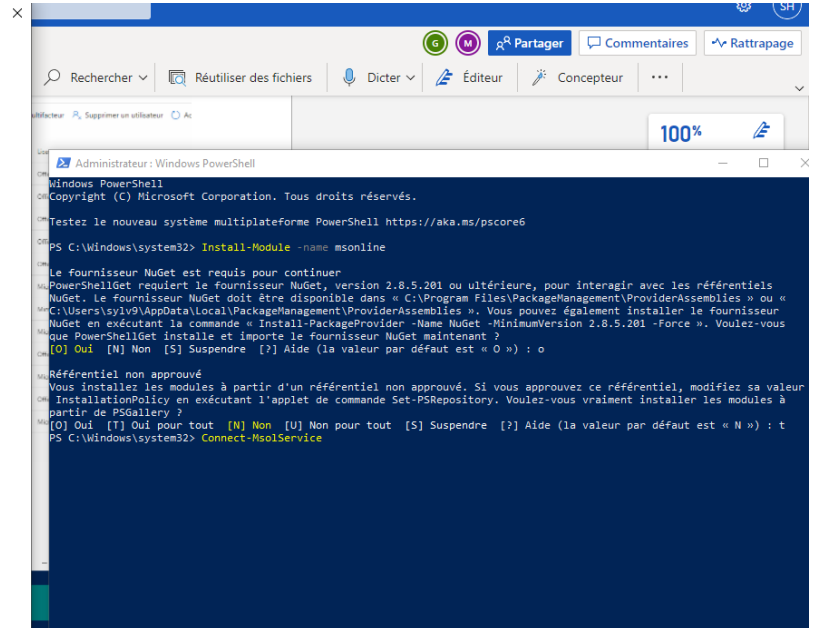 SH
G M Partager Commentaires Rattrapage
Rechercher Réutiliser des fichiers Dicter Éditeur Concepteur ...
Supprimer un utilisateur
100%
Administrateur : Windows PowerShell
Windows PowerShell
Copyright (C) Microsoft Corporation. Tous droits réservés.
Testez le nouveau système multiplateforme PowerShell https://aka.ms/pscore6
PS C:\Windows\system32> Install-Module -name msonline
Le fournisseur NuGet est requis pour continuer
PowerShellGet requiert le fournisseur NuGet, version 2.8.5.201 ou ultérieure, pour interagir avec les référentiels
NuGet. Le fournisseur NuGet doit être disponible dans « C:\Program Files\PackageManagement\ProviderAssemblies » ou «
C:\Users\sylv9\AppData\Local\PackageManagement\ProviderAssemblies ». Vous pouvez également installer le fournisseur
NuGet en exécutant la commande « Install-PackageProvider -Name NuGet -MinimumVersion 2.8.5.201 -Force ». Voulez-vous
que PowerShellGet installe et importe le fournisseur NuGet maintenant ?
[O] Oui [N] Non [S] Suspendre [?] Aide (la valeur par défaut est « O ») : o
Référentiel non approuvé
Vous installez les modules à partir d'un référentiel non approuvé. Si vous approuvez ce référentiel, modifiez sa valeur
InstallationPolicy en exécutant l'applet de commande Set-PSRepository. Voulez-vous vraiment installer les modules à
partir de PSGallery ?
[O] Oui [T] Oui pour tout [N] Non [U] Non pour tout [S] Suspendre [?] Aide (la valeur par défaut est « N ») : t
PS C:\Windows\system32> Connect-MsolService